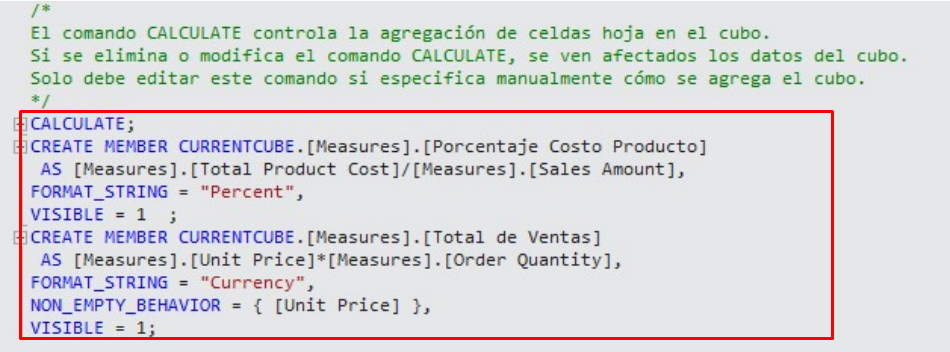 /*
El comando CALCULATE controla la agregación de celdas hoja en el cubo.
Si se elimina o modifica el comando CALCULATE, se ven afectados los datos del cubo.
Solo debe editar este comando si especifica manualmente cómo se agrega el cubo.
*/
CALCULATE;
CREATE MEMBER CURRENTCUBE.[Measures].[Porcentaje Costo Producto]
AS [Measures].[Total Product Cost]/[Measures].[Sales Amount],
FORMAT_STRING = "Percent",
VISIBLE = 1  ;
CREATE MEMBER CURRENTCUBE.[Measures].[Total de Ventas]
AS [Measures].[Unit Price]*[Measures].[Order Quantity],
FORMAT_STRING = "Currency",
NON_EMPTY_BEHAVIOR = { [Unit Price] },
VISIBLE = 1;